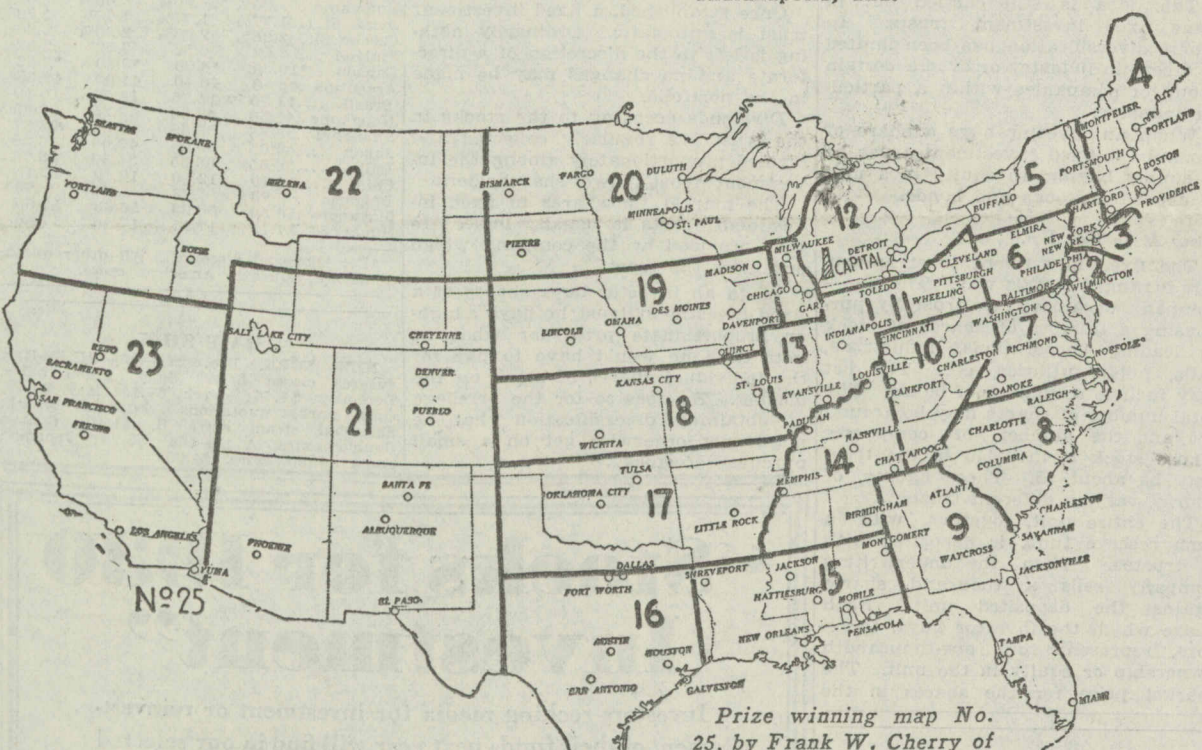 4
MONTPELIER
PORTLAND
SEATTLE
SPOKANE
22
HELENA
PORTLAND
BOISE
BISMARCK
FARGO
20
DULUTH
MINNEAPOLIS
ST. PAUL
PIERRE
PORTSMOUTH
BOSTON
5
HARTFORD
PROVIDENCE
BUFFALO
ELMIRA
NEW YORK
NEWARK
3
12
MILWAUKEE
MADISON
DETROIT
CAPITAL
CLEVELAND
6
PITTSBURGH
PHILADELPHIA
2
WILMINGTON
BALTIMORE
1
CHICAGO
GARY
TOLEDO
WHEELING
WASHINGTON
19
DES MOINES
DAVENPORT
OMAHA
LINCOLN
QUINCY
13
INDIANAPOLIS
11
CINCINNATI
10
7
CHARLESTON
RICHMOND
NORFOLK
SALT LAKE CITY
CHEYENNE
RENO
23
SACRAMENTO
SAN FRANCISCO
FRESNO
DENVER
21
PUEBLO
KANSAS CITY
18
WICHITA
ST. LOUIS
EVANSVILLE
LOUISVILLE
FRANKFORT
ROANOKE
RALEIGH
8
PADUCAH
NASHVILLE
14
CHATTANOOGA
CHARLOTTE
COLUMBIA
MEMPHIS
TULSA
OKLAHOMA CITY
17
LITTLE ROCK
SANTA FE
ALBUQUERQUE
LOS ANGELES
PHOENIX
YUMA
BIRMINGHAM
ATLANTA
9
CHARLESTON
SAVANNAH
MONTGOMERY
WAYCROSS
JACKSONVILLE
Nº25
EL PASO
DALLAS
FORT WORTH
SHREVEPORT
JACKSON
15
HATTIESBURG
MOBILE
PENSACOLA
NEW ORLEANS
16
AUSTIN
HOUSTON
SAN ANTONIO
GALVESTON
TAMPA
MIAMI
Prize winning map No.
25, by Frank W. Cherry of